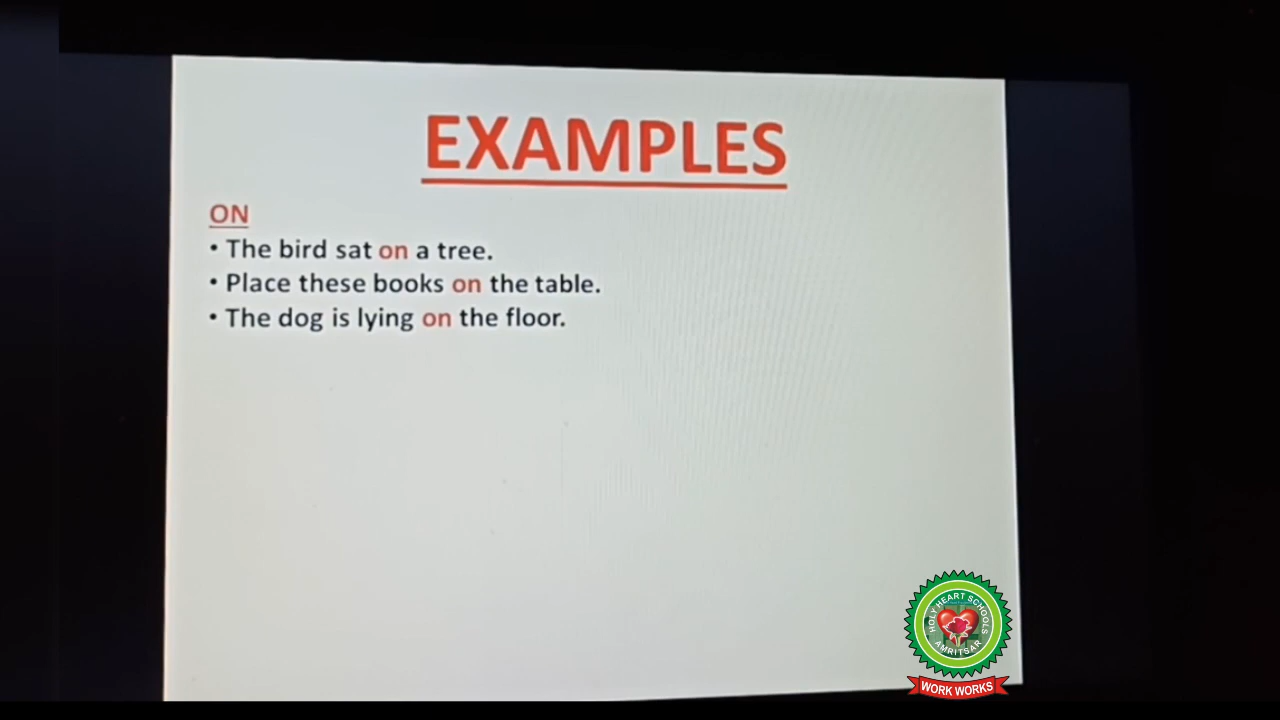 EXAMPLES
ON
• The bird sat on a tree.
• Place these books on the table.
• The dog is lying on the floor.
HOLY HEART SCHOOLS
AMRITSAR
WORK WORKS